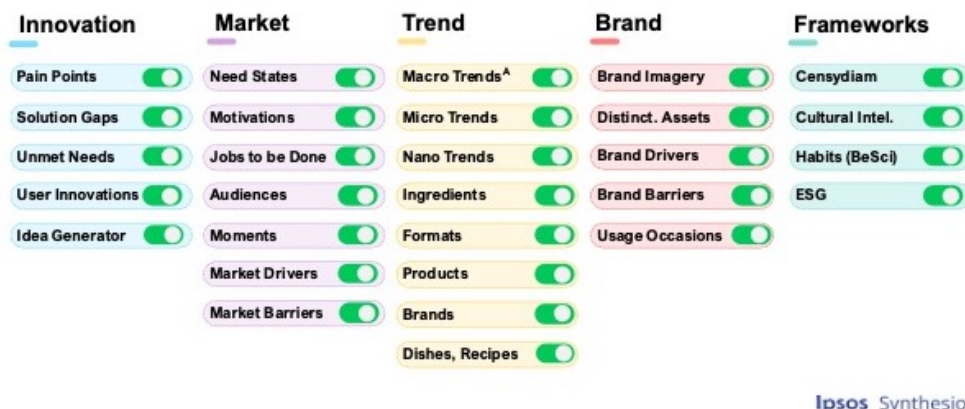 Innovation
Pain Points
Solution Gaps
Unmet Needs
User Innovations
Idea Generator
Market
Need States
Motivations
Jobs to be Done
Audiences
Moments
Market Drivers
Market Barriers
Trend
Macro Trendsᴬ
Micro Trends
Nano Trends
Ingredients
Formats
Products
Brands
Dishes, Recipes
Brand
Brand Imagery
Distinct. Assets
Brand Drivers
Brand Barriers
Usage Occasions
Frameworks
Censydiam
Cultural Intel.
Habits (BeSci)
ESG
Ipsos Synthesio